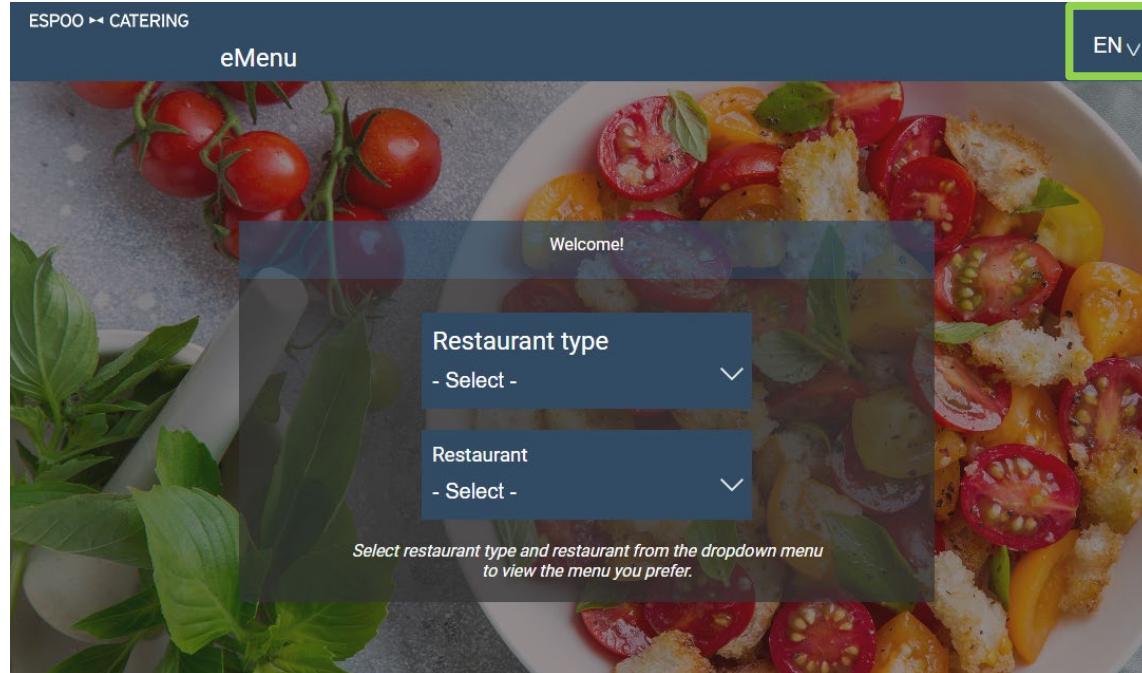 ESPOO CATERING
eMenu
EN
Welcome!
Restaurant type
- Select -
Restaurant
- Select -
Select restaurant type and restaurant from the dropdown menu
to view the menu you prefer.